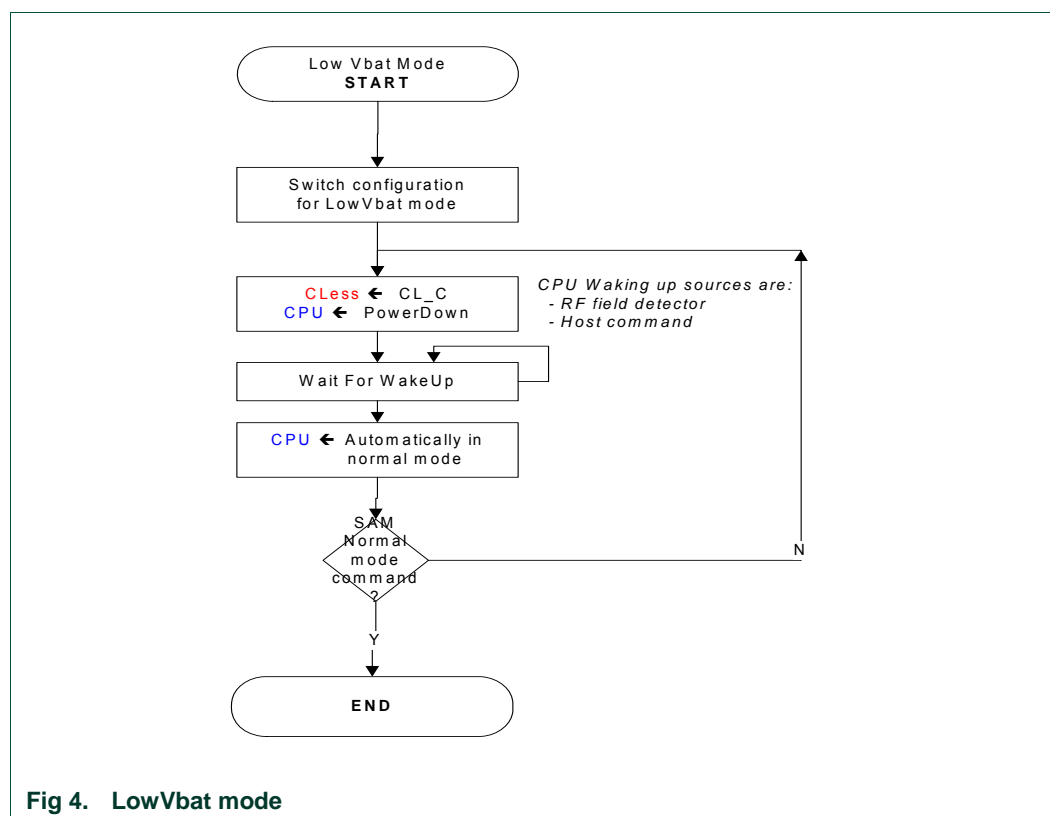 Low Vbat Mode
START
Switch configuration
for LowVbat mode
CLess ← CL_C
CPU ← PowerDown
CPU Waking up sources are:
- RF field detector
- Host command
Wait For WakeUp
CPU ← Automatically in
normal mode
SAM
Normal
mode
command
?
N
Y
END
Fig 4. LowVbat mode